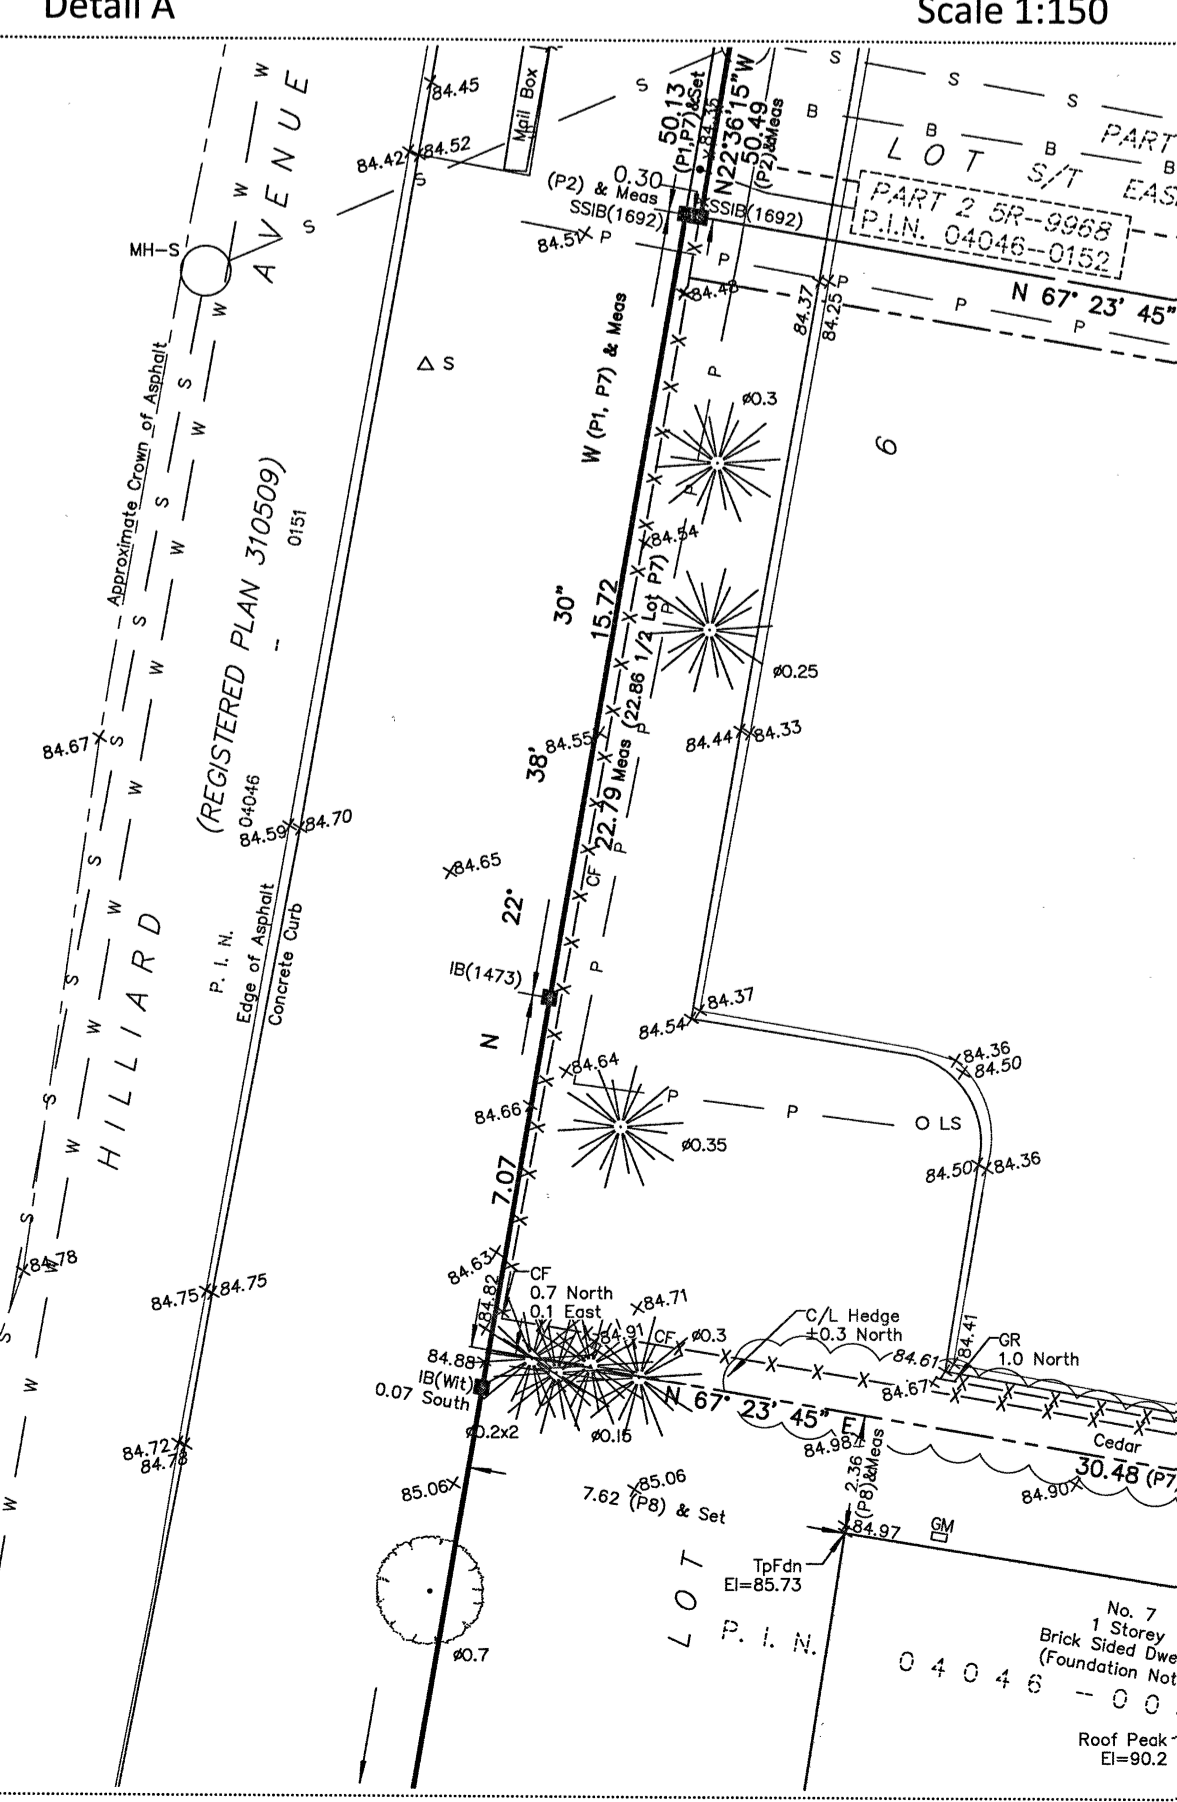 Detail A
Scale 1:150
84.45
Mail Box
50.13
(P1,P7)&Set
84.35
N22°36'15"W
50.49
(P2)&Meas
S
S
S
S
B
B
B
B
PART
LOT
S/T EAS
PART 2 5R-9968
P.I.N. 04046-0152
84.42
84.52
S
S
0.30
(P2) & Meas
SSIB(1692)
SSIB(1692)
84.51
P
P
P
MH-S
W
W
W
W
AVENUE
84.48
84.37
84.25
P
P
N 67° 23' 45"
S
W (P1, P7) & Meas
P
ø0.3
6
Approximate Crown of Asphalt
S
S
S
W
W
W
(REGISTERED PLAN 310509)
0151
--
P
84.54
30"
15.72
22.79 Meas (22.86 1/2 Lot P7)
P
P
ø0.25
84.67
S
W
38'
84.55
84.44
84.33
04046
84.59
84.70
84.65
CF
P
S
W
22°
P. I. N.
Edge of Asphalt
Concrete Curb
IB(1473)
P
S
W
HILLIARD
N
84.37
84.54
84.36
84.50
84.64
84.66
P
P
LS
S
W
ø0.35
84.50
84.36
7.07
S
84.78
W
84.63
84.82
CF
0.7 North
0.1 East
84.71
84.75
84.75
84.91
CF
ø0.3
C/L Hedge
±0.3 North
84.41
84.61
GR
1.0 North
84.88
IB(Wit)
0.07
South
84.67
S
W
N 67° 23' 45" E
ø0.2x2
ø0.15
84.98
Cedar
84.72
84.78
2.36
(P8)&Meas
30.48 (P7
85.06
85.06
7.62 (P8) & Set
84.90
W
84.97
GM
TpFdn
El=85.73
LOT
P. I. N.
No. 7
1 Storey
Brick Sided Dwe
(Foundation Not
04046 -00
ø0.7
Roof Peak
El=90.2